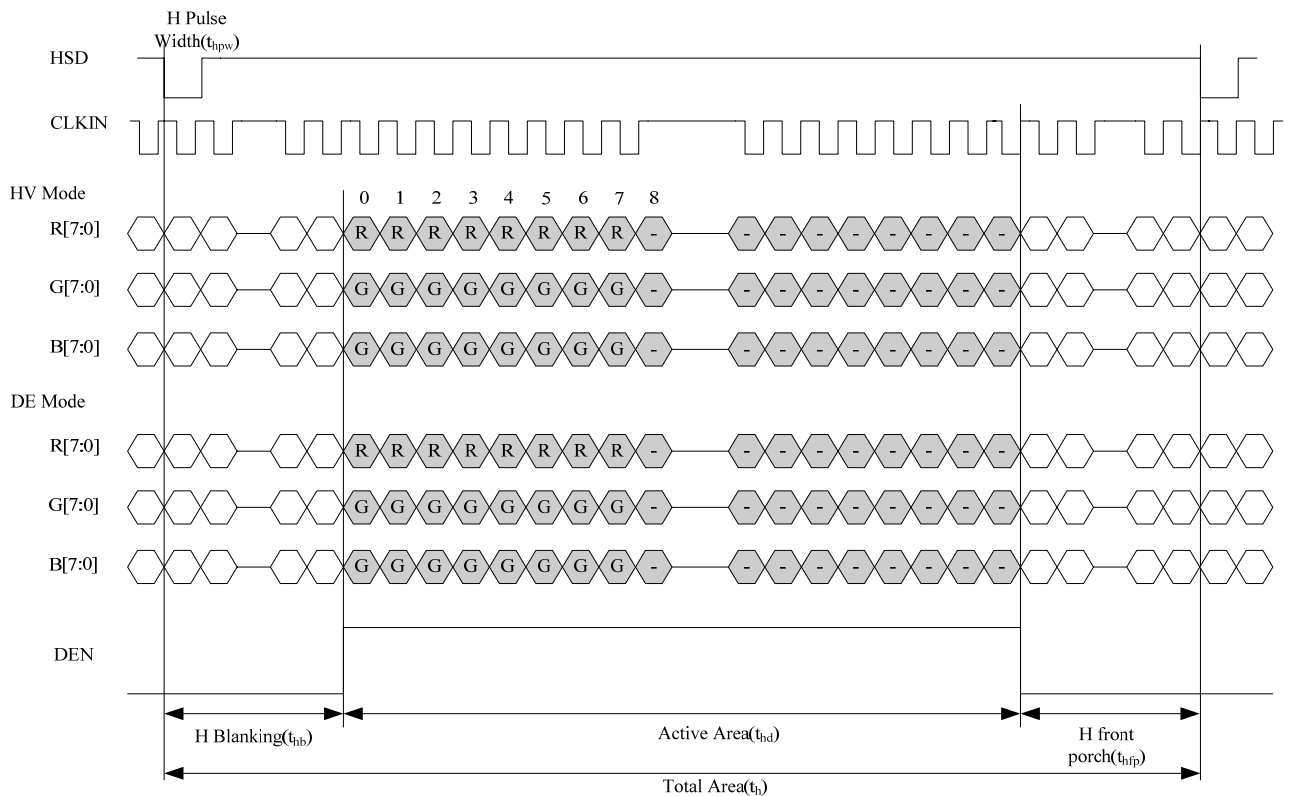 H Pulse
Width(thpw)
HSD
CLKIN
HV Mode
0 1 2 3 4 5 6 7 8
R[7:0] R R R R R R R R - - - - - - - - -
G[7:0] G G G G G G G G - - - - - - - - -
B[7:0] G G G G G G G G - - - - - - - - -
DE Mode
R[7:0] R R R R R R R R - - - - - - - - -
G[7:0] G G G G G G G G - - - - - - - - -
B[7:0] G G G G G G G G - - - - - - - - -
DEN
H Blanking(thb)
Active Area(thd)
H front
porch(thfp)
Total Area(th)